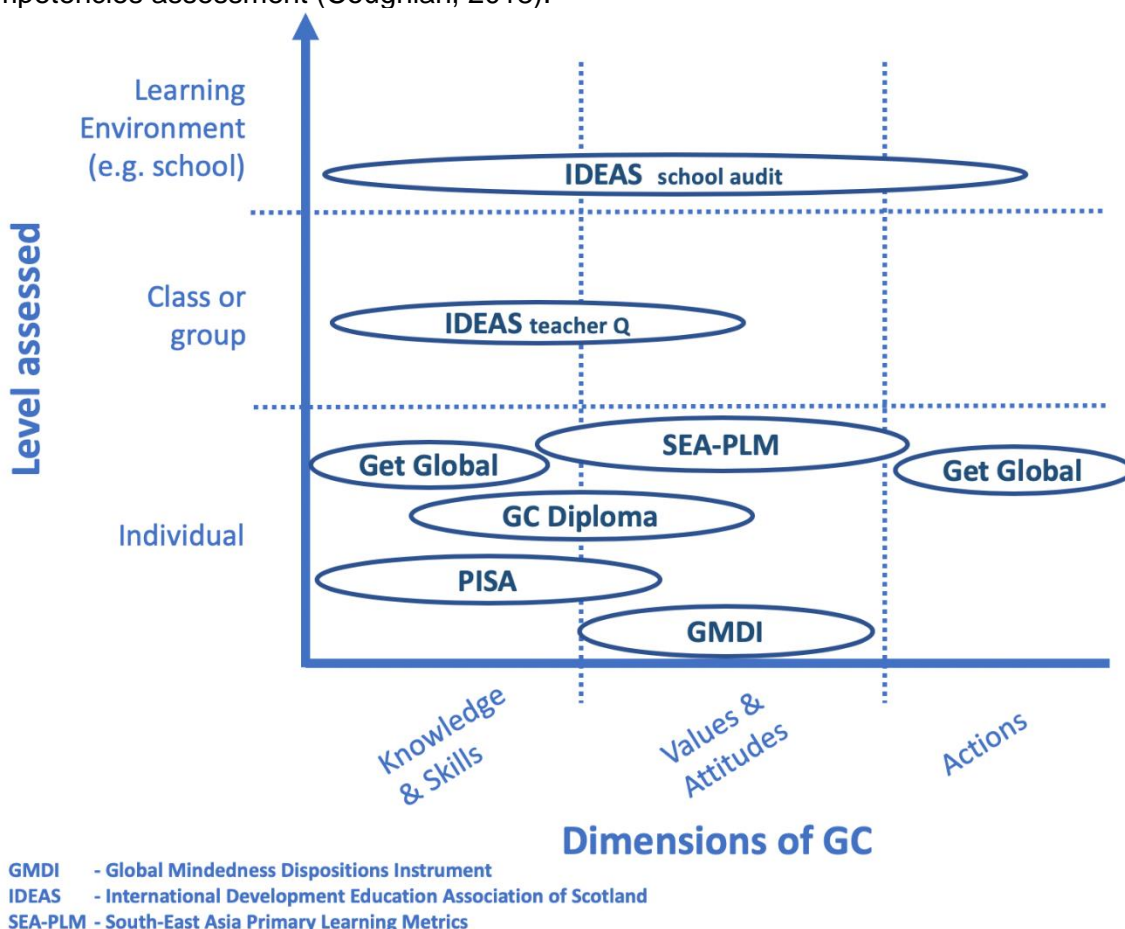 assessment
Learning
Environment
(e.g. school)
IDEAS school audit
Level assessed
Class or
group
IDEAS teacher Q
SEA-PLM
Get Global
Get Global
GC Diploma
Individual
PISA
GMDI
Knowledge
& Skills
Values &
Attitudes
Actions
Dimensions of GC
GMDI - Global Mindedness Dispositions Instrument
IDEAS - International Development Education Association of Scotland
SEA-PLM - South-East Asia Primary Learning Metrics